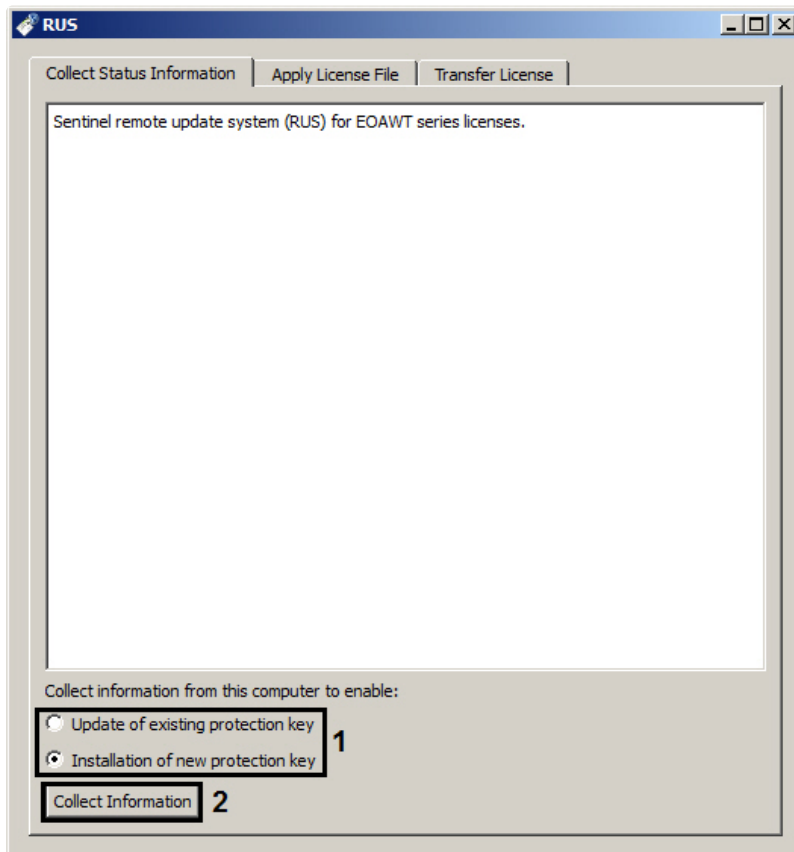 RUS
Collect Status Information Apply License File Transfer License
Sentinel remote update system (RUS) for EOAWT series licenses.
Collect information from this computer to enable:
Update of existing protection key
1
Installation of new protection key
Collect Information 2